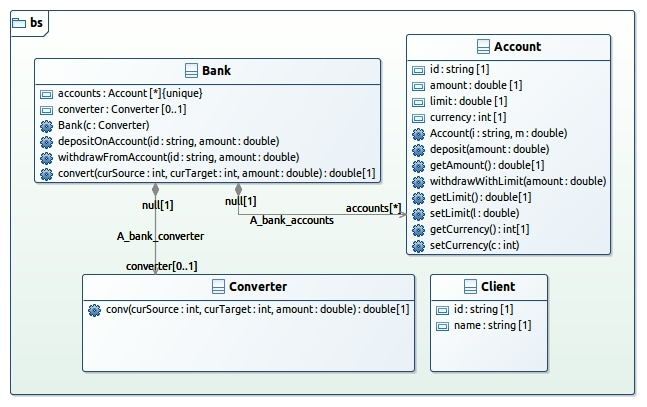 bs
Bank
accounts : Account [*]{unique}
converter : Converter [0..1]
Bank(c : Converter)
depositOnAccount(id : string, amount : double)
withdrawFromAccount(id : string, amount : double)
convert(curSource : int, curTarget : int, amount : double) : double[1]
Account
id : string [1]
amount : double [1]
limit : double [1]
currency : int [1]
Account(i : string, m : double)
deposit(amount : double)
getAmount() : double[1]
withdrawWithLimit(amount : double)
getLimit() : double[1]
setLimit(l : double)
getCurrency() : int[1]
setCurrency(c : int)
null[1]
null[1]
accounts[*]
A_bank_accounts
A_bank_converter
converter[0..1]
Converter
conv(curSource : int, curTarget : int, amount : double) : double[1]
Client
id : string [1]
name : string [1]